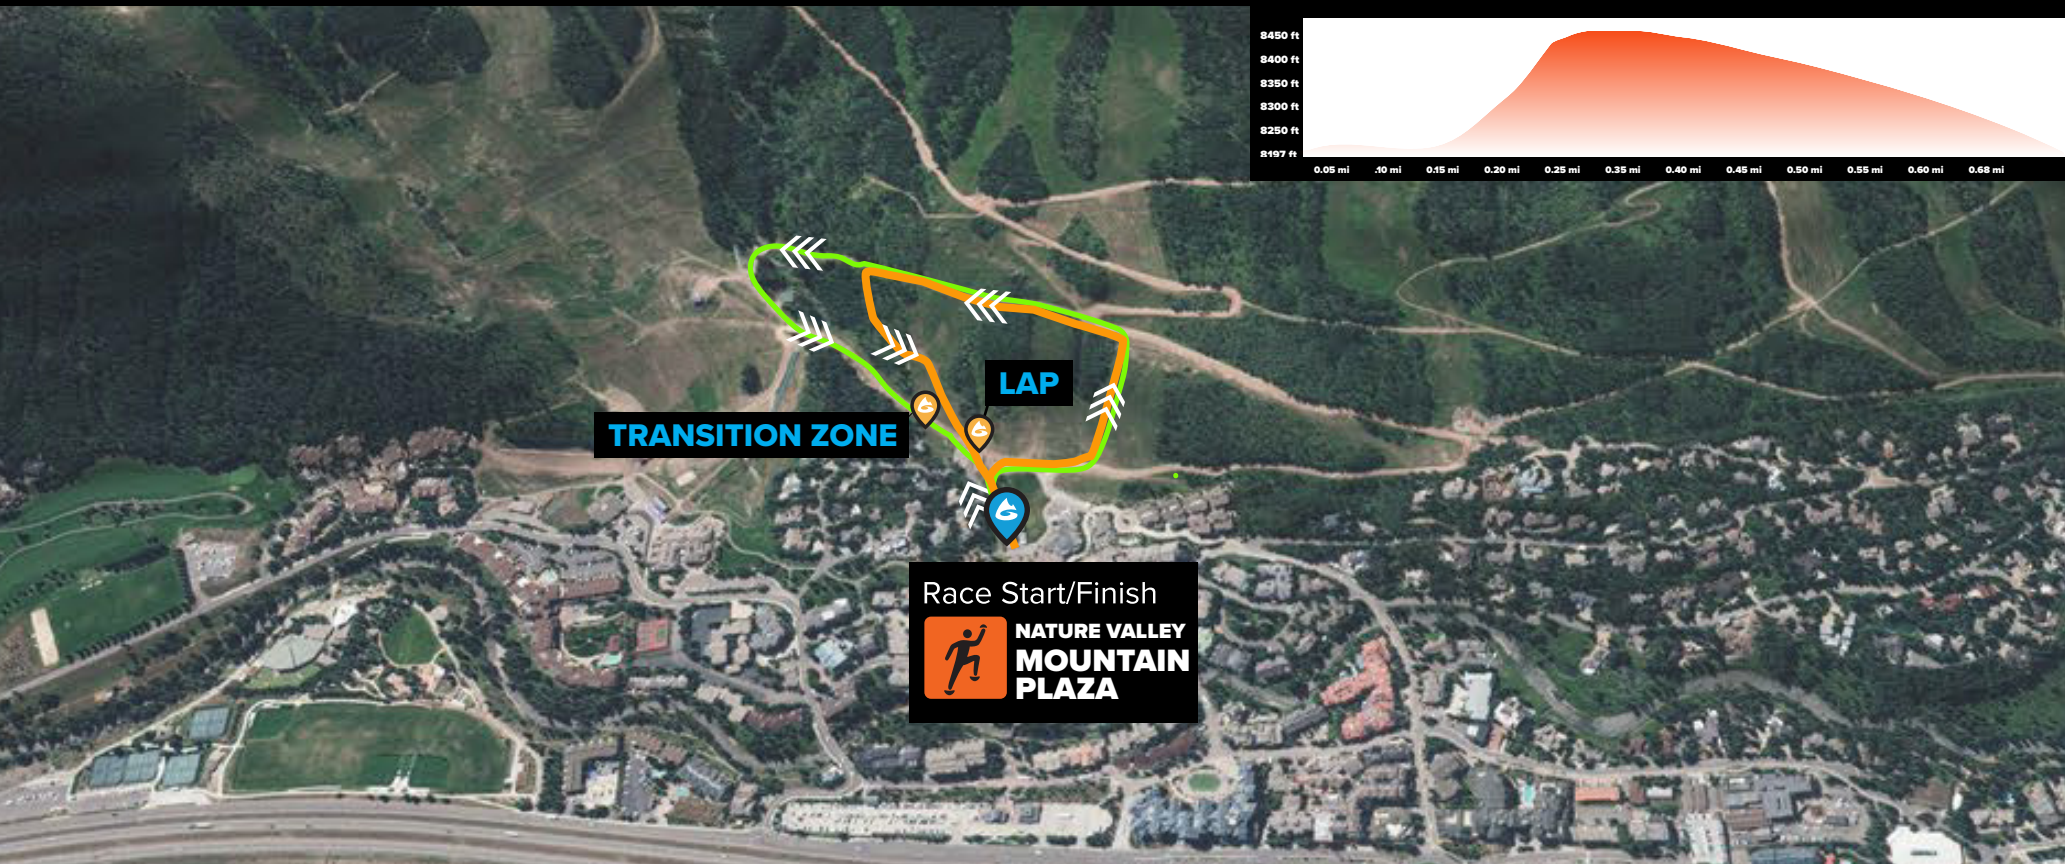 8450 ft
8400 ft
8350 ft
8300 ft
8250 ft
8197 ft
0.05 mi .10 mi 0.15 mi 0.20 mi 0.25 mi 0.35 mi 0.40 mi 0.45 mi 0.50 mi 0.55 mi 0.60 mi 0.68 mi
LAP
TRANSITION ZONE
Race Start/Finish
NATURE VALLEY
MOUNTAIN
PLAZA